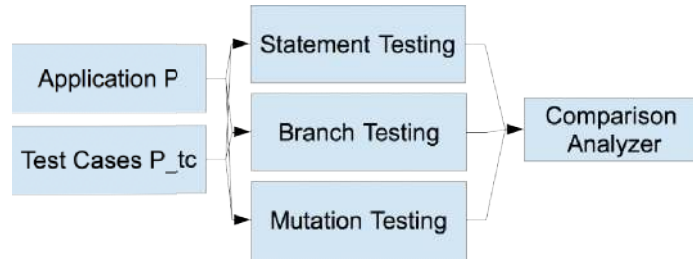 Application P
Test Cases P_tc
Statement Testing
Branch Testing
Mutation Testing
Comparison
Analyzer